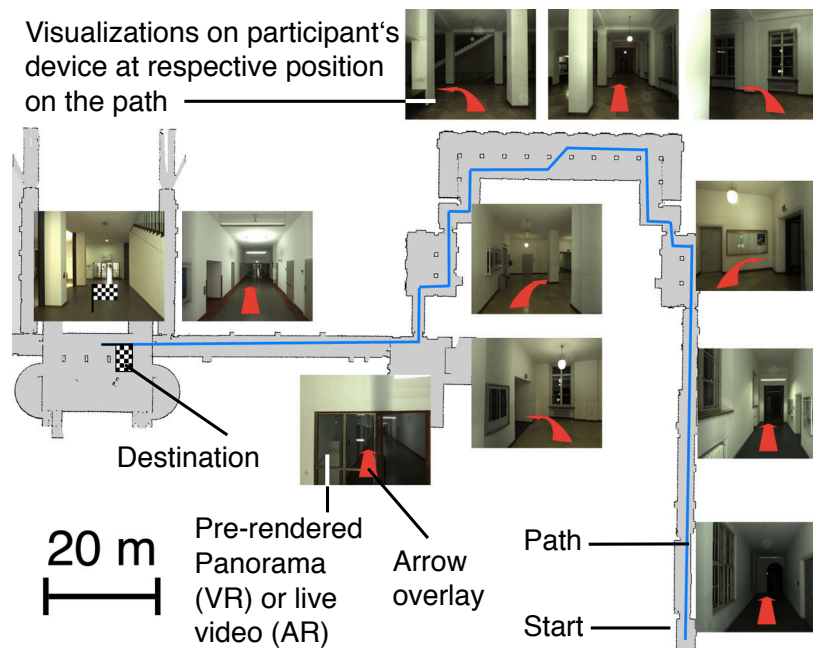 Visualizations on participant‘s
device at respective position
on the path
Destination
Pre-rendered
Panorama
(VR) or live
video (AR)
Arrow
overlay
Path
Start
20 m